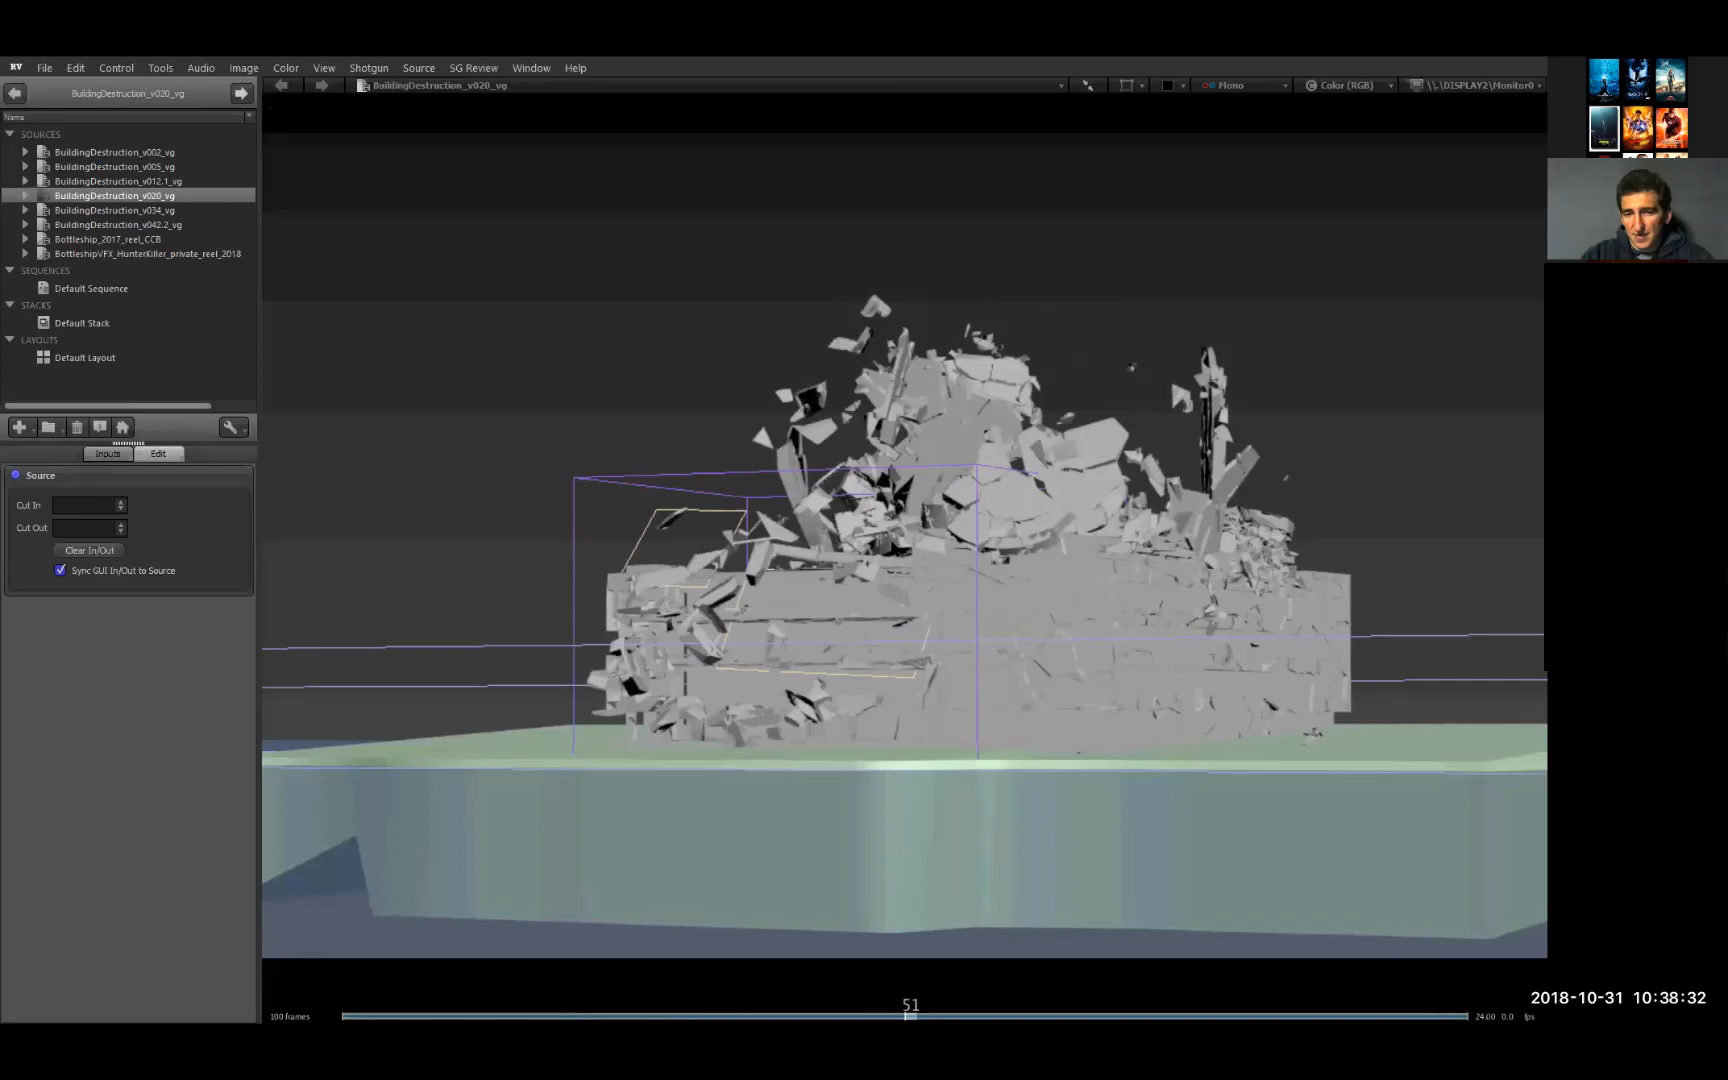 RV File Edit Control Tools Audio Image Color View Shotgun Source SG Review Window Help
BuildingDestruction_v020_vg
BuildingDestruction_v020_vg Mono Color (RGB) \\.\DISPLAY2\Monitor0
Name
SOURCES
BuildingDestruction_v002_vg
BuildingDestruction_v005_vg
BuildingDestruction_v012.1_vg
BuildingDestruction_v020_vg
BuildingDestruction_v034_vg
BuildingDestruction_v042.2_vg
Bottleship_2017_reel_CCB
BottleshipVFX_HunterKiller_private_reel_2018
SEQUENCES
Default Sequence
STACKS
Default Stack
LAYOUTS
Default Layout
Inputs Edit
Source
Cut In
Cut Out
Clear In/Out
Sync GUI In/Out to Source
2018-10-31 10:38:32
51
100 frames 24.00 0.0 fps